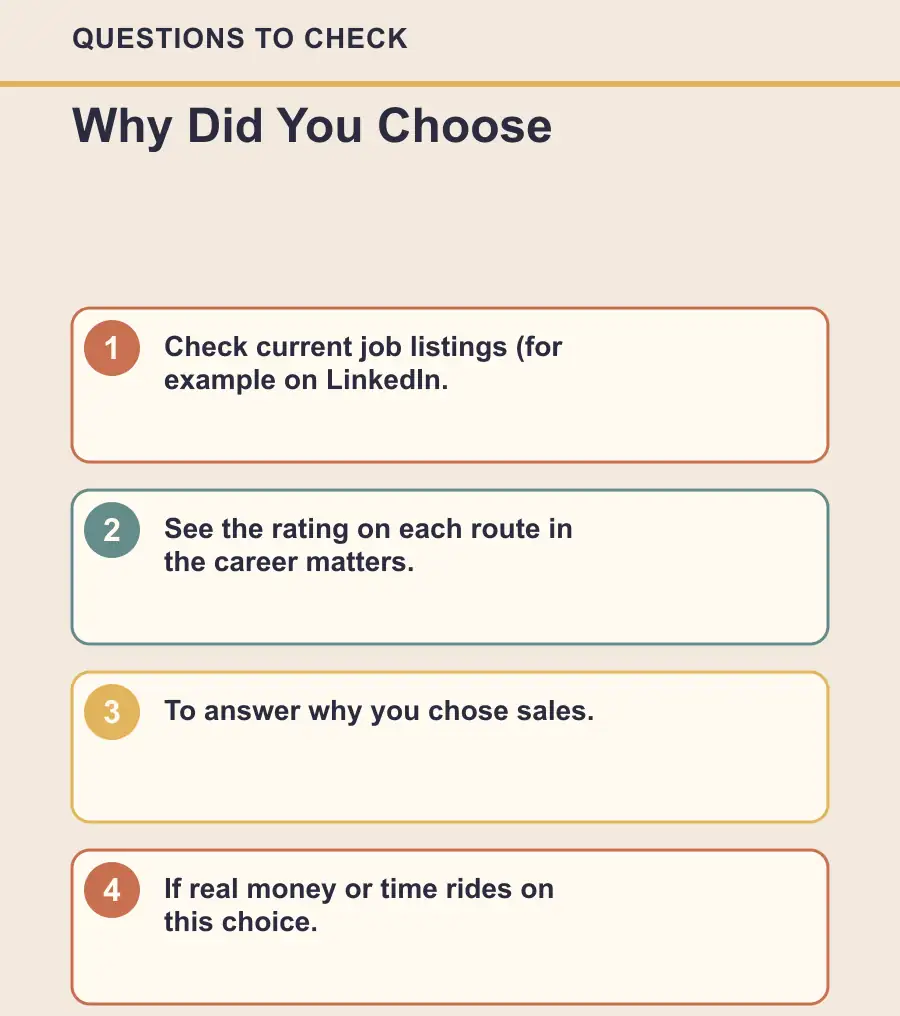 QUESTIONS TO CHECK
Why Did You Choose
1
Check current job listings (for
example on LinkedIn.
2
See the rating on each route in
the career matters.
3
To answer why you chose sales.
4
If real money or time rides on
this choice.